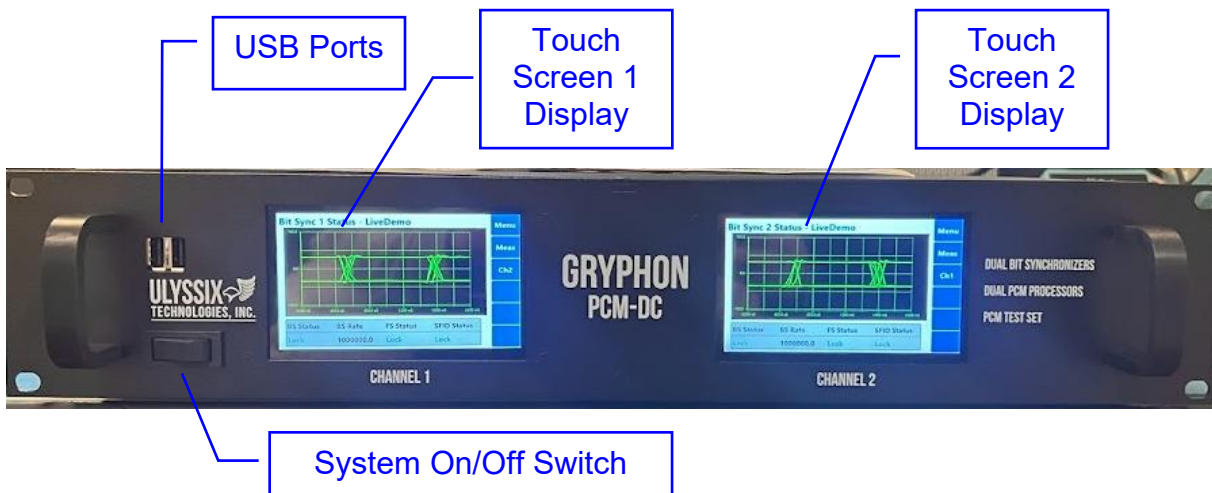 USB Ports
Touch
Screen 1
Display
Touch
Screen 2
Display
Bit Sync 1 Status - LiveDemo
Menu
Meas
Ch2
BS Status BS Rate FS Status SFID Status
Lock 1000000.0 Lock Lock
ULYSSIX
TECHNOLOGIES, INC.
CHANNEL 1
GRYPHON
PCM-DC
Bit Sync 2 Status - LiveDemo
Menu
Meas
Ch1
BS Status BS Rate FS Status SFID Status
Lock 1000000.0 Lock Lock
CHANNEL 2
DUAL BIT SYNCHRONIZERS
DUAL PCM PROCESSORS
PCM TEST SET
System On/Off Switch